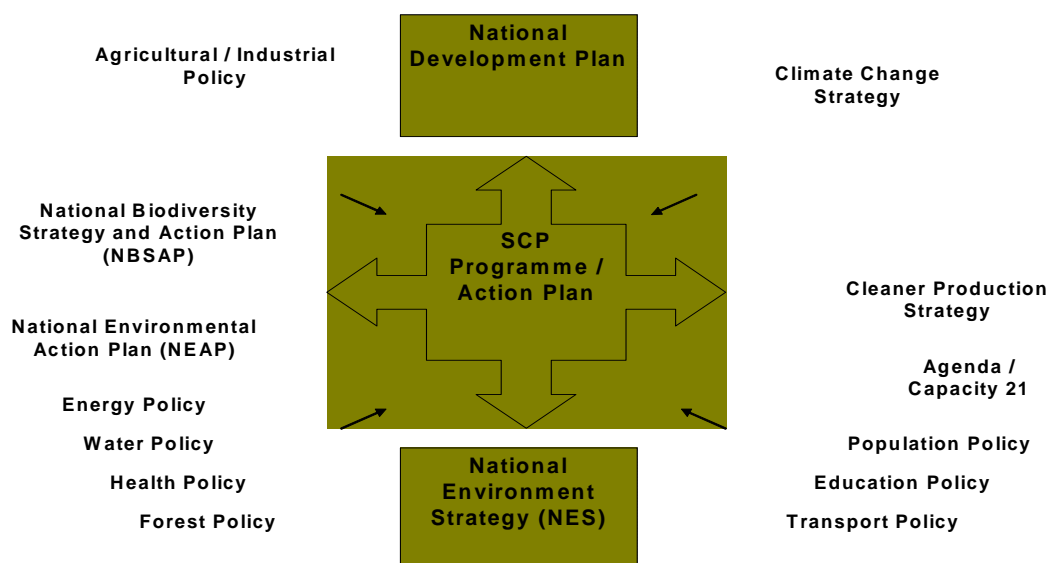 National
Development Plan
Agricultural / Industrial
Policy
Climate Change
Strategy
National Biodiversity
Strategy and Action Plan
(NBSAP)
SCP
Programme /
Action Plan
Cleaner Production
Strategy
National Environmental
Action Plan (NEAP)
Agenda /
Capacity 21
Energy Policy
Water Policy
Population Policy
Health Policy
Education Policy
Forest Policy
Transport Policy
National
Environment
Strategy (NES)